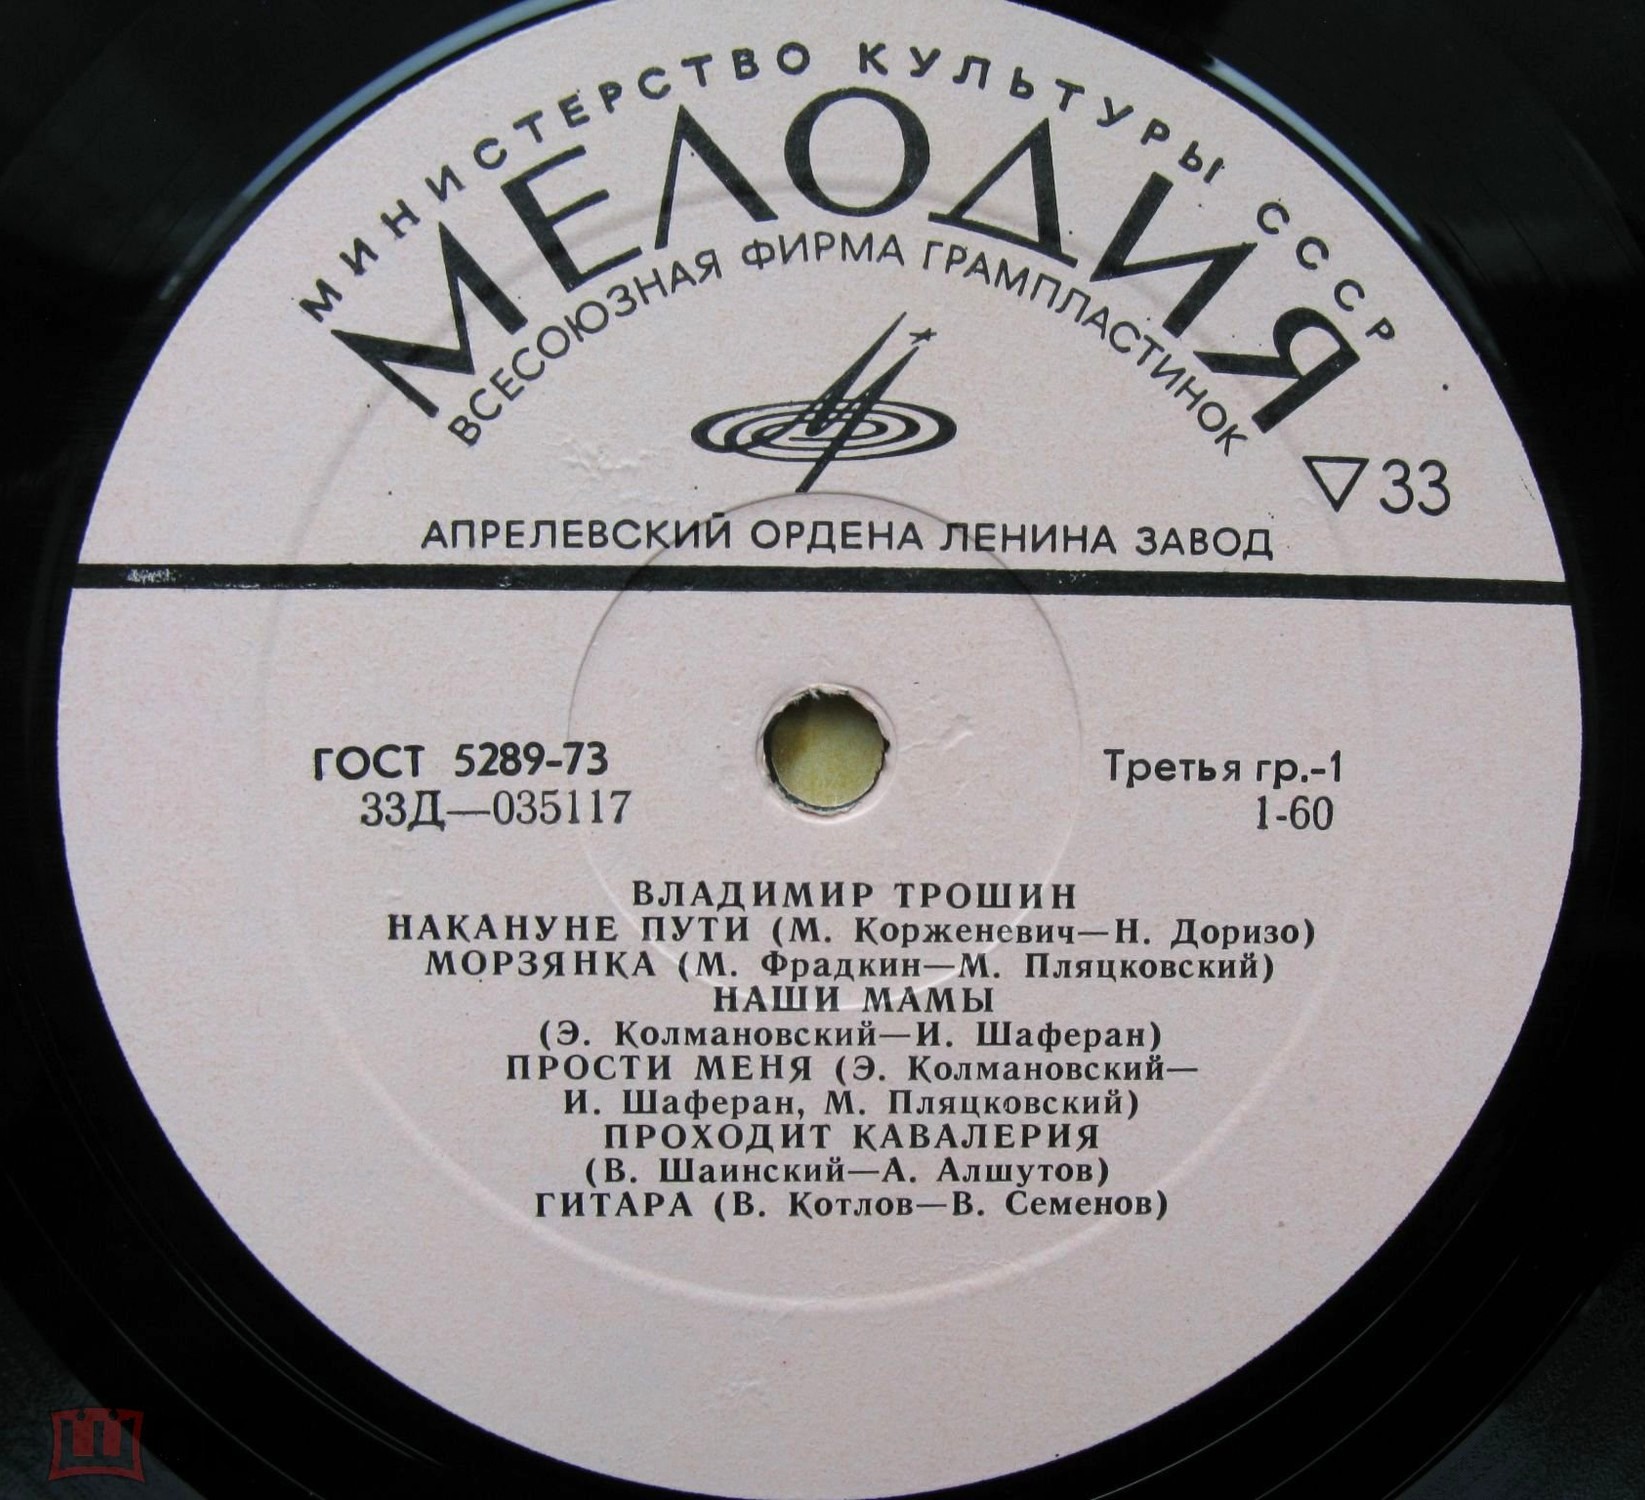 МИНИСТЕРСТВО КУЛЬТУРЫ СССР
МЕЛОДИЯ
ВСЕСОЮЗНАЯ ФИРМА ГРАМПЛАСТИНОК
33
АПРЕЛЕВСКИЙ ОРДЕНА ЛЕНИНА ЗАВОД
ГОСТ 5289-73 Третья гр.-1
33Д—035117 1-60
ВЛАДИМИР ТРОШИН
НАКАНУНЕ ПУТИ (М. Корженевич—Н. Доризо)
МОРЗЯНКА (М. Фрадкин—М. Пляцковский)
НАШИ МАМЫ
(Э. Колмановский—И. Шаферан)
ПРОСТИ МЕНЯ (Э. Колмановский—
И. Шаферан, М. Пляцковский)
ПРОХОДИТ КАВАЛЕРИЯ
(В. Шаинский—А. Алшутов)
ГИТАРА (В. Котлов—В. Семенов)